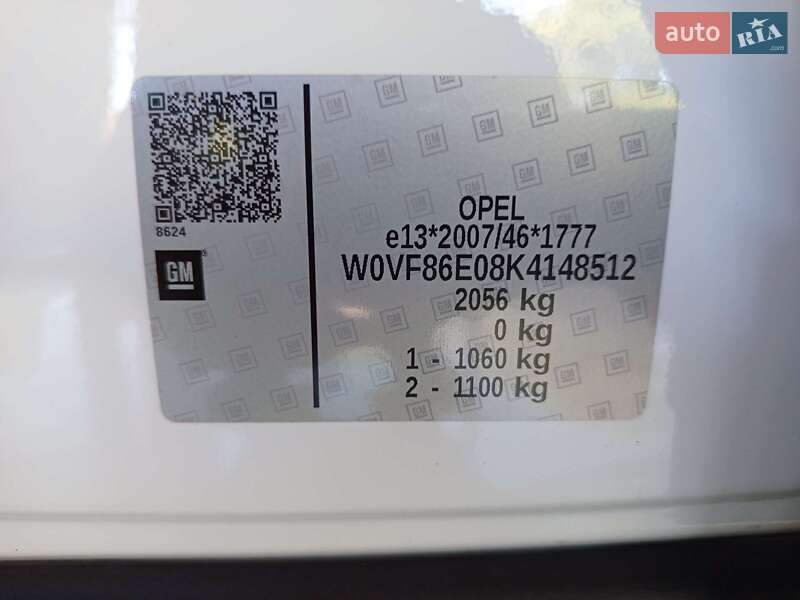 auto RIA.com
8624
GM
®
OPEL
e13*2007/46*1777
W0VF86E08K4148512
2056 kg
0 kg
1 - 1060 kg
2 - 1100 kg